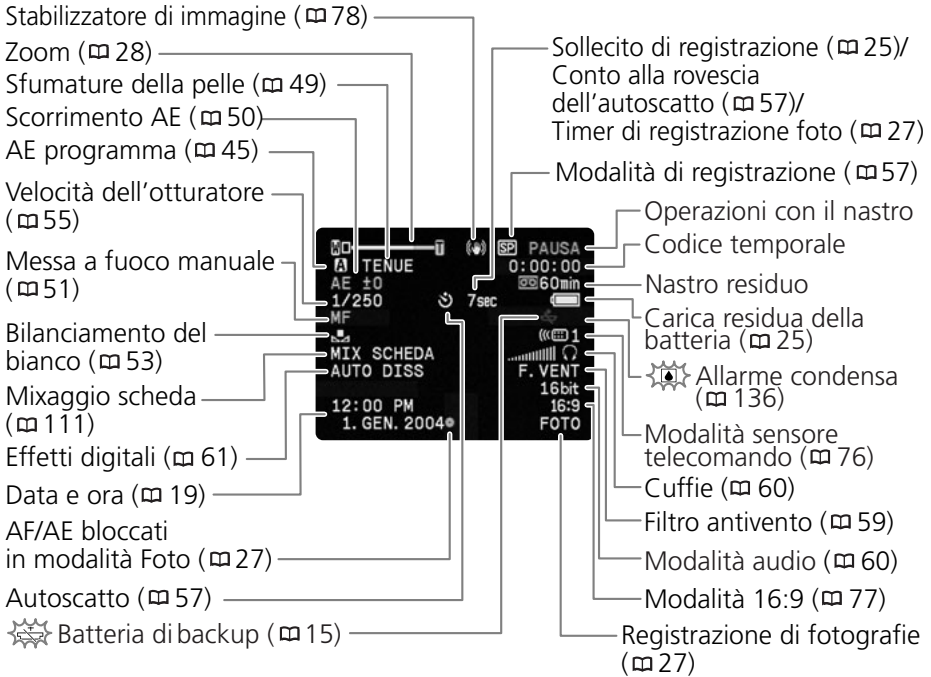 Stabilizzatore di immagine (78)
Zoom (28)
Sfumature della pelle (49)
Scorrimento AE (50)
AE programma (45)
Velocità dell'otturatore
(55)
Messa a fuoco manuale
(51)
Bilanciamento del
bianco (53)
Mixaggio scheda
(111)
Effetti digitali (61)
Data e ora (19)
AF/AE bloccati
in modalità Foto (27)
Autoscatto (57)
Batteria di backup (15)
W T
A TENUE
AE ±0
1/250
MF
MIX SCHEDA
AUTO DISS
12:00 PM
1. GEN. 2004
7sec
SP PAUSA
0:00:00
60min
1
F. VENT
16bit
16:9
FOTO
Sollecito di registrazione (25)/
Conto alla rovescia
dell'autoscatto (57)/
Timer di registrazione foto (27)
Modalità di registrazione (57)
Operazioni con il nastro
Codice temporale
Nastro residuo
Carica residua della
batteria (25)
Allarme condensa
(136)
Modalità sensore
telecomando (76)
Cuffie (60)
Filtro antivento (59)
Modalità audio (60)
Modalità 16:9 (77)
Registrazione di fotografie
(27)